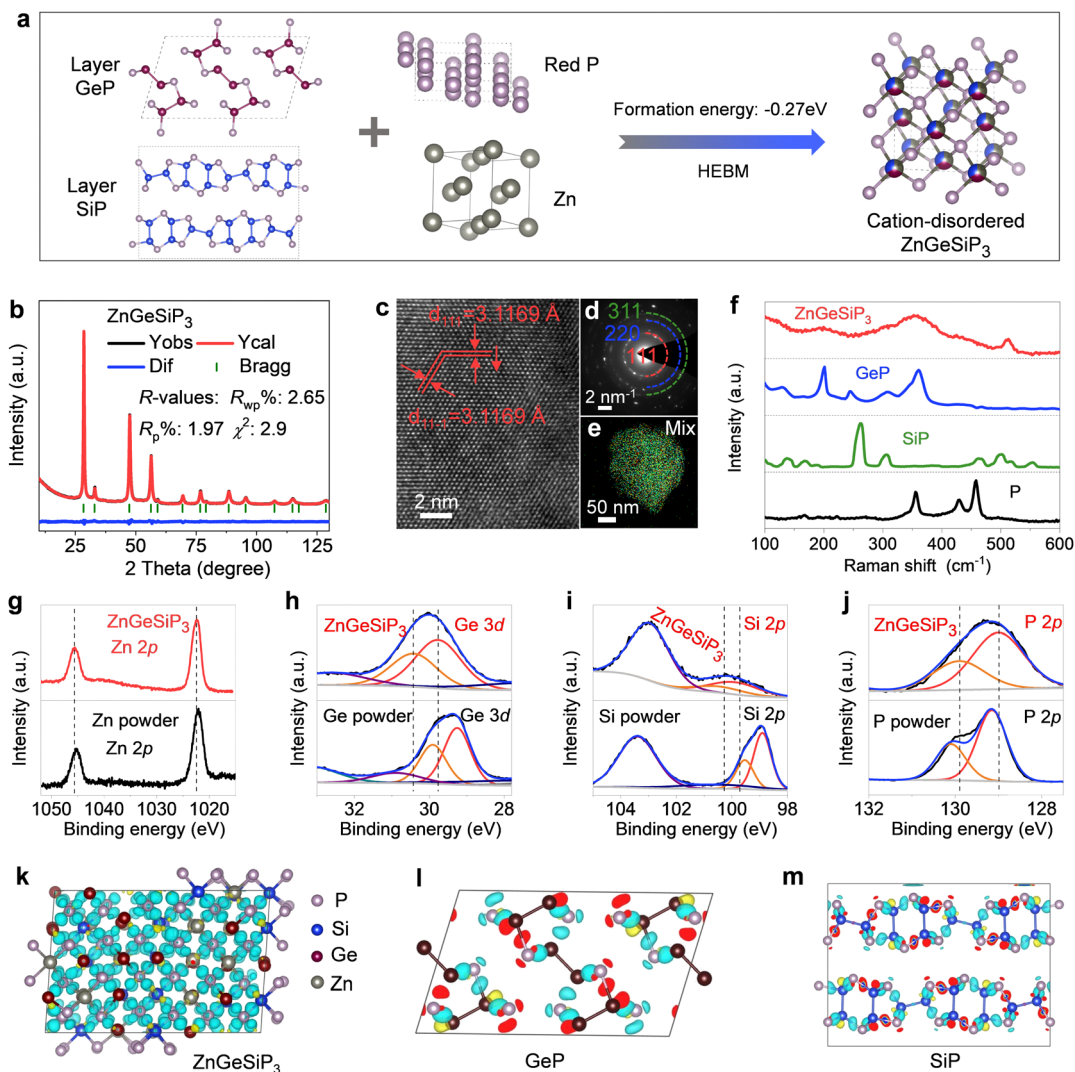 a
Layer
GeP
Layer
SiP
Red P
Zn
Formation energy: -0.27eV
HEBM
Cation-disordered
ZnGeSiP₃
b
ZnGeSiP₃
Yobs Ycal
Dif Bragg
R-values: Rwp%: 2.65
Rp%: 1.97 χ²: 2.9
Intensity (a.u.)
25 50 75 100 125
2 Theta (degree)
c
d₁₁₁=3.1169 Å
d₁₁₋₁=3.1169 Å
2 nm
d
311
220
111
2 nm⁻¹
e
Mix
50 nm
f
ZnGeSiP₃
GeP
SiP
P
Intensity (a.u.)
100 200 300 400 500 600
Raman shift (cm⁻¹)
g
ZnGeSiP₃
Zn 2p
Zn powder
Zn 2p
Intensity (a.u.)
1050 1040 1030 1020
Binding energy (eV)
h
ZnGeSiP₃ Ge 3d
Ge powder Ge 3d
Intensity (a.u.)
32 30 28
Binding energy (eV)
i
ZnGeSiP₃ Si 2p
Si powder Si 2p
Intensity (a.u.)
104 102 100 98
Binding energy (eV)
j
ZnGeSiP₃ P 2p
P powder P 2p
Intensity (a.u.)
132 130 128
Binding energy (eV)
k
P
Si
Ge
Zn
ZnGeSiP₃
l
GeP
m
SiP